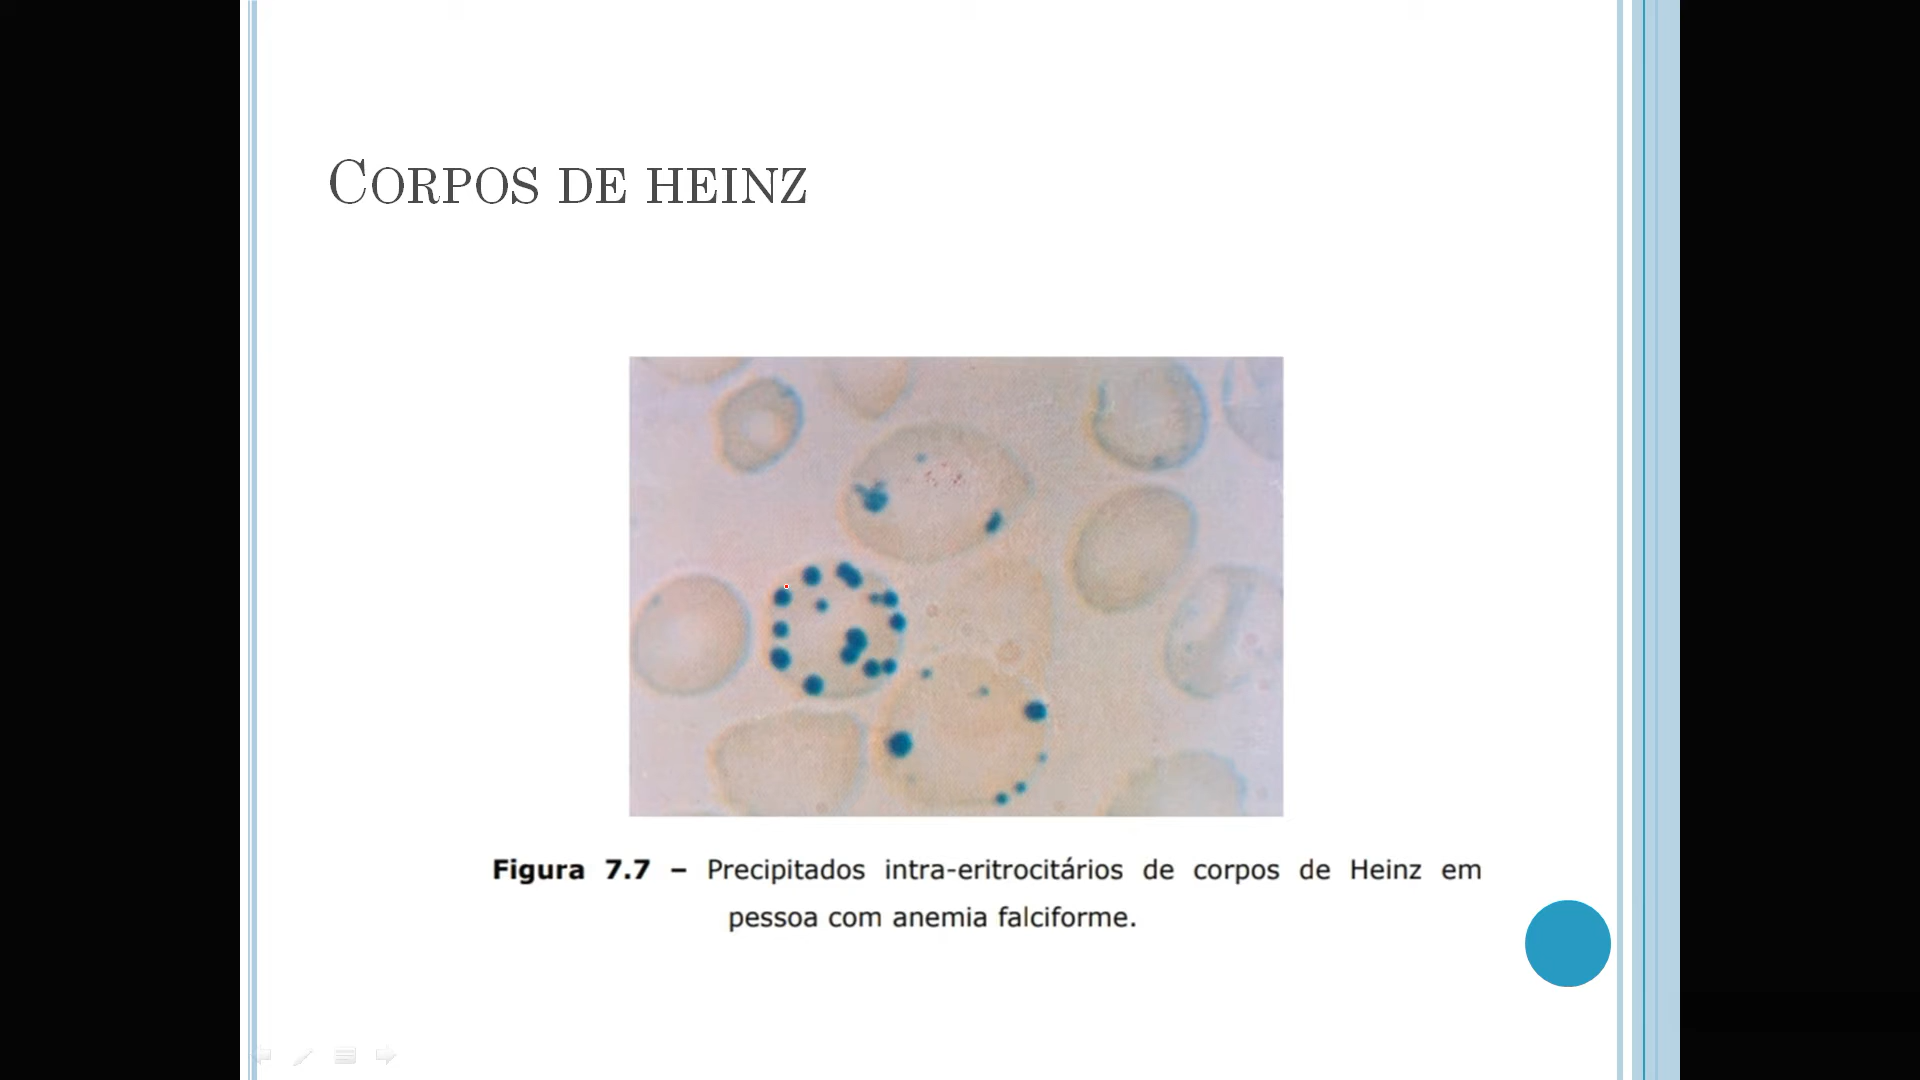 CORPOS DE HEINZ
Figura 7.7 – Precipitados intra-eritrocitários de corpos de Heinz em
pessoa com anemia falciforme.